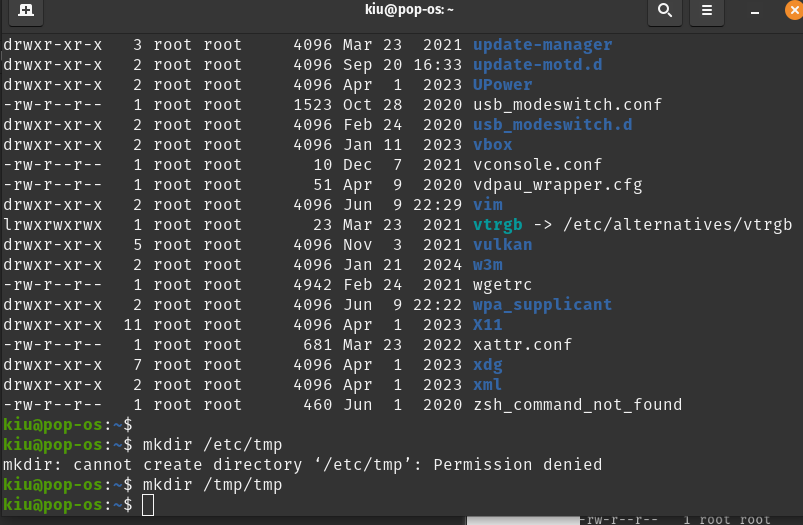 kiu@pop-os: ~
drwxr-xr-x   3 root root     4096 Mar 23  2021 update-manager
drwxr-xr-x   2 root root     4096 Sep 20 16:33 update-motd.d
drwxr-xr-x   2 root root     4096 Apr  1  2023 UPower
-rw-r--r--   1 root root     1523 Oct 28  2020 usb_modeswitch.conf
drwxr-xr-x   2 root root     4096 Feb 24  2020 usb_modeswitch.d
drwxr-xr-x   2 root root     4096 Jan 11  2023 vbox
-rw-r--r--   1 root root       10 Dec  7  2021 vconsole.conf
-rw-r--r--   1 root root       51 Apr  9  2020 vdpau_wrapper.cfg
drwxr-xr-x   2 root root     4096 Jun  9 22:29 vim
lrwxrwxrwx   1 root root       23 Mar 23  2021 vtrgb -> /etc/alternatives/vtrgb
drwxr-xr-x   5 root root     4096 Nov  3  2021 vulkan
drwxr-xr-x   2 root root     4096 Jan 21  2024 w3m
-rw-r--r--   1 root root     4942 Feb 24  2021 wgetrc
drwxr-xr-x   2 root root     4096 Jun  9 22:22 wpa_supplicant
drwxr-xr-x  11 root root     4096 Apr  1  2023 X11
-rw-r--r--   1 root root      681 Mar 23  2022 xattr.conf
drwxr-xr-x   7 root root     4096 Apr  1  2023 xdg
drwxr-xr-x   2 root root     4096 Apr  1  2023 xml
-rw-r--r--   1 root root      460 Jun  1  2020 zsh_command_not_found
kiu@pop-os:~$
kiu@pop-os:~$ mkdir /etc/tmp
mkdir: cannot create directory ‘/etc/tmp’: Permission denied
kiu@pop-os:~$ mkdir /tmp/tmp
kiu@pop-os:~$
-rw-r--r--   1 root root